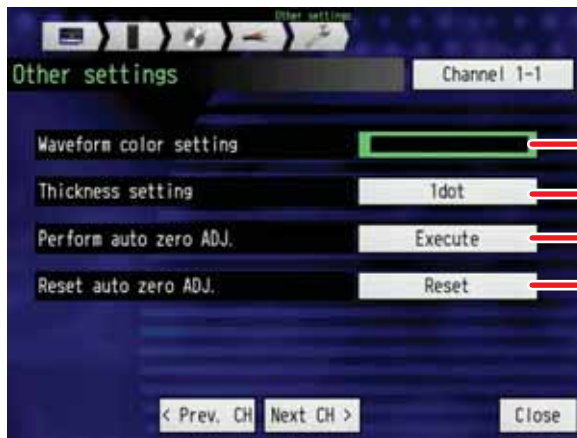 Other settings
Other settings
Channel 1-1
Waveform color setting
Thickness setting
1dot
Perform auto zero ADJ.
Execute
Reset auto zero ADJ.
Reset
< Prev. CH
Next CH >
Close